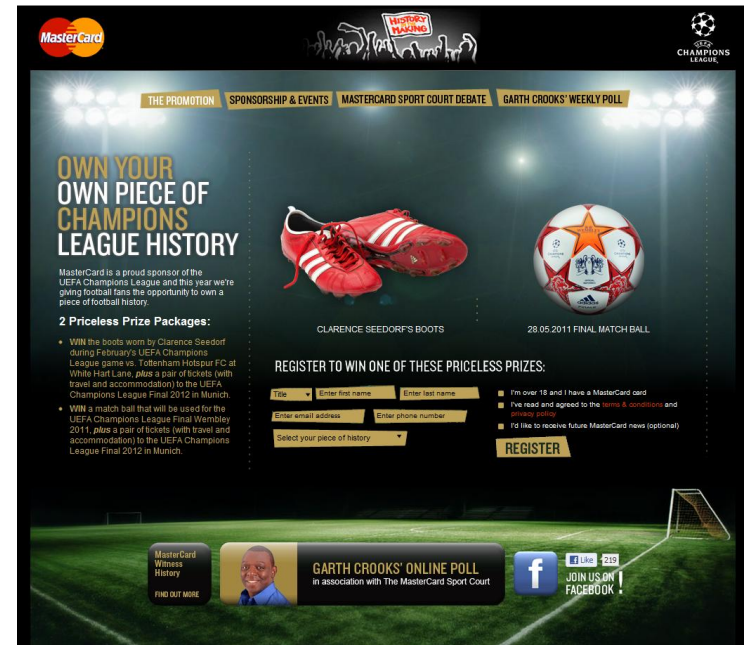 MasterCard
HISTORY
IN THE
MAKING
UEFA
CHAMPIONS
LEAGUE
THE PROMOTION
SPONSORSHIP & EVENTS
MASTERCARD SPORT COURT DEBATE
GARTH CROOKS' WEEKLY POLL
OWN YOUR
OWN PIECE OF
CHAMPIONS
LEAGUE HISTORY
MasterCard is a proud sponsor of the
UEFA Champions League and this year we're
giving football fans the opportunity to own a
piece of football history.
2 Priceless Prize Packages:
WIN the boots worn by Clarence Seedorf
during February's UEFA Champions
League game vs. Tottenham Hotspur FC at
White Hart Lane, plus a pair of tickets (with
travel and accommodation) to the UEFA
Champions League Final 2012 in Munich.
WIN a match ball that will be used for the
UEFA Champions League Final Wembley
2011, plus a pair of tickets (with travel and
accommodation) to the UEFA Champions
League Final 2012 in Munich.
CLARENCE SEEDORF'S BOOTS
adidas
28.05.2011 FINAL MATCH BALL
REGISTER TO WIN ONE OF THESE PRICELESS PRIZES:
Title
Enter first name
Enter last name
Enter email address
Enter phone number
Select your piece of history
I'm over 18 and I have a MasterCard card
I've read and agreed to the terms & conditions and
privacy policy
I'd like to receive future MasterCard news (optional)
REGISTER
MasterCard
Witness
History
FIND OUT MORE
GARTH CROOKS' ONLINE POLL
in association with The MasterCard Sport Court
f
Like
219
JOIN US ON
FACEBOOK!